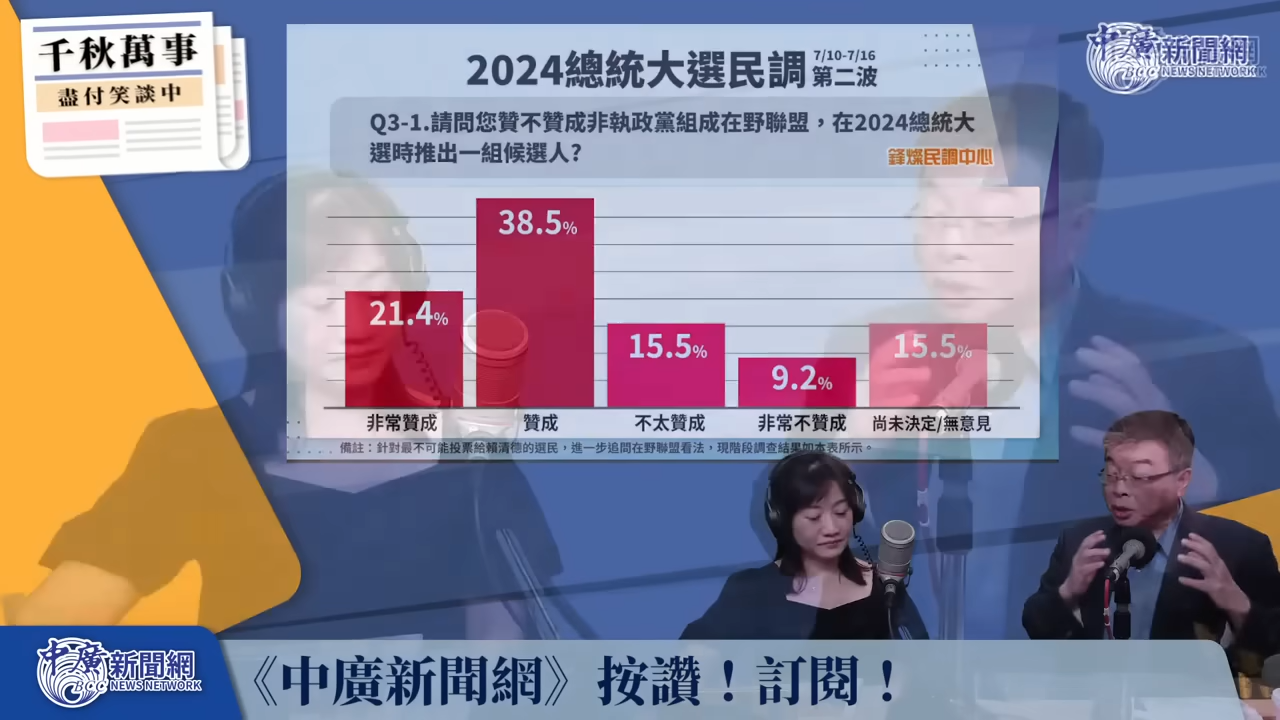 千秋萬事
盡付笑談中
中廣新聞網
BCC NEWS NETWORK
2024總統大選民調 7/10-7/16 第二波
Q3-1.請問您贊不贊成非執政黨組成在野聯盟，在2024總統大
選時推出一組候選人?
鋒燦民調中心
21.4%
38.5%
15.5%
9.2%
15.5%
非常贊成
贊成
不太贊成
非常不贊成
尚未決定/無意見
備註：針對最不可能投票給賴清德的選民，進一步追問在野聯盟看法，現階段調查結果如本表所示。
中廣新聞網
BCC NEWS NETWORK
《中廣新聞網》按讚！訂閱！